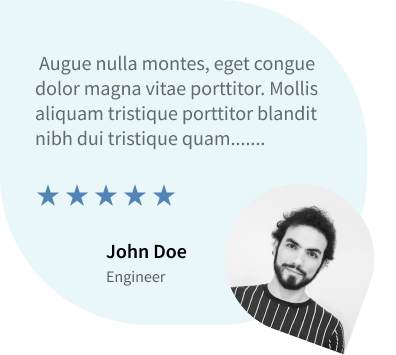 Augue nulla montes, eget congue
dolor magna vitae porttitor. Mollis
aliquam tristique porttitor blandit
nibh dui tristique quam.......
John Doe
Engineer